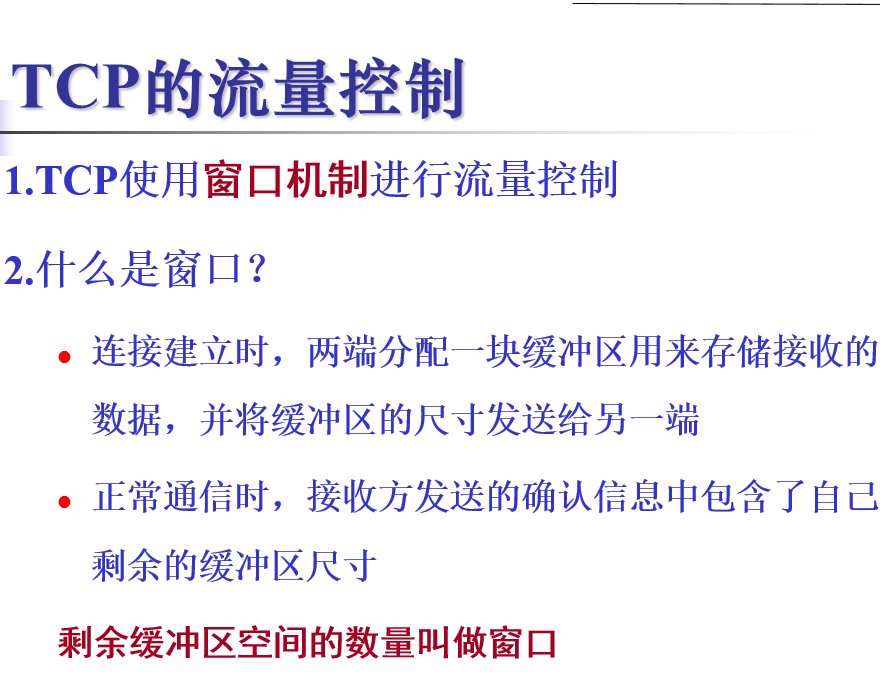 TCP的流量控制
1.TCP使用窗口机制进行流量控制
2.什么是窗口？
连接建立时，两端分配一块缓冲区用来存储接收的
数据，并将缓冲区的尺寸发送给另一端
正常通信时，接收方发送的确认信息中包含了自己
剩余的缓冲区尺寸
剩余缓冲区空间的数量叫做窗口